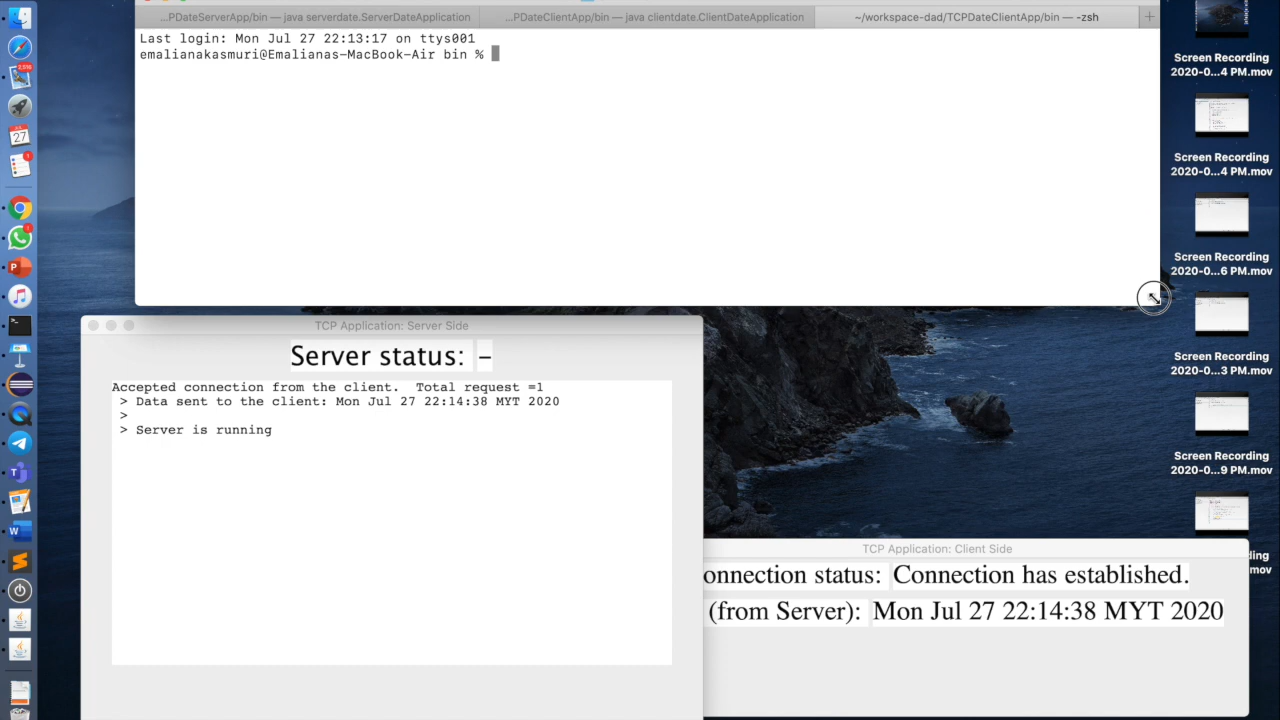 ...PDateServerApp/bin — java serverdate.ServerDateApplication
...PDateClientApp/bin — java clientdate.ClientDateApplication
~/workspace-dad/TCPDateClientApp/bin — -zsh
Last login: Mon Jul 27 22:13:17 on ttys001
emalianakasmuri@Emalianas-MacBook-Air bin %
Screen Recording
2020-0...4 PM.mov
Screen Recording
2020-0...4 PM.mov
Screen Recording
2020-0...6 PM.mov
Screen Recording
2020-0...3 PM.mov
Screen Recording
2020-0...9 PM.mov
27
TCP Application: Server Side
Server status: –
Accepted connection from the client.  Total request =1
> Data sent to the client: Mon Jul 27 22:14:38 MYT 2020
>
> Server is running
TCP Application: Client Side
onnection status: Connection has established.
(from Server): Mon Jul 27 22:14:38 MYT 2020